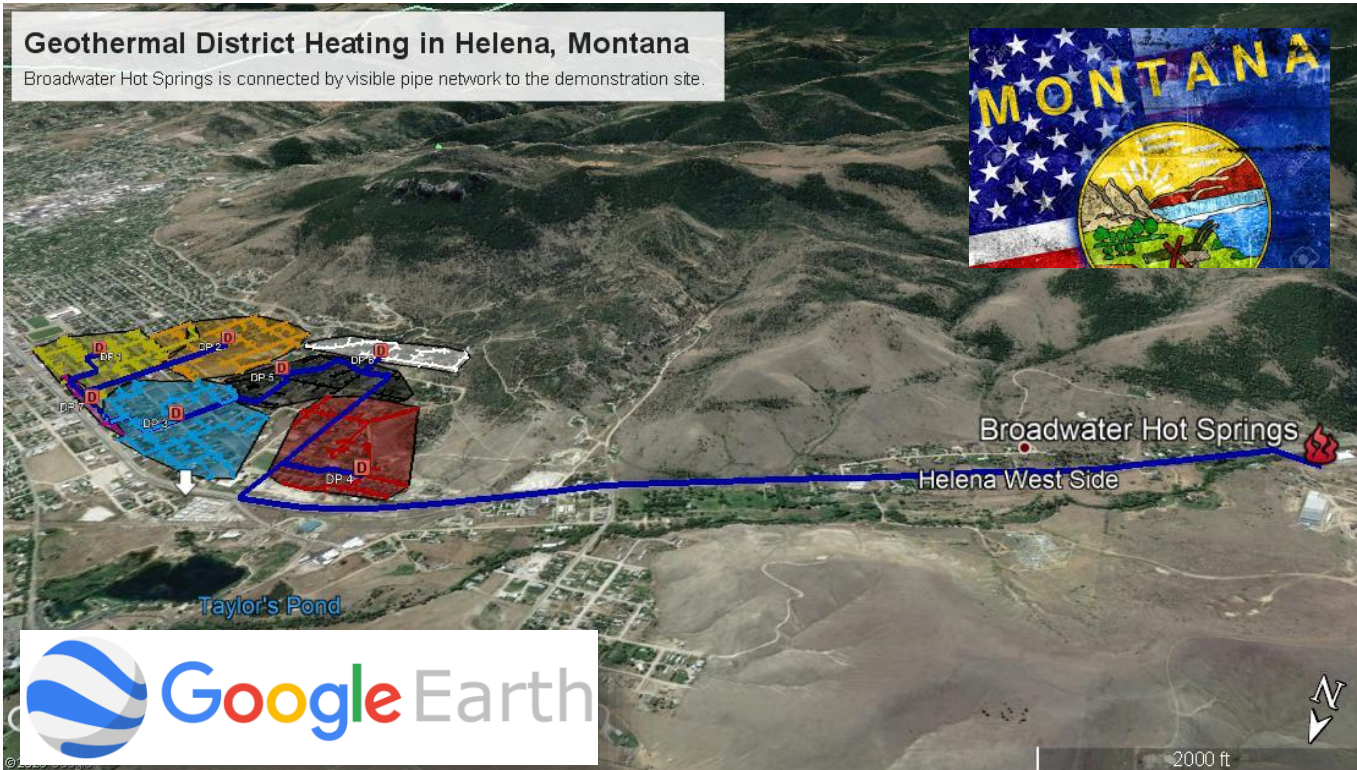 Geothermal District Heating in Helena, Montana
Broadwater Hot Springs is connected by visible pipe network to the demonstration site.
MONTANA
D
DP 1
D
DP 2
D
DP 5
D
DP 6
D
DP 7
D
DP 3
D
DP 4
Broadwater Hot Springs
Helena West Side
Taylor's Pond
Google Earth
N
2000 ft